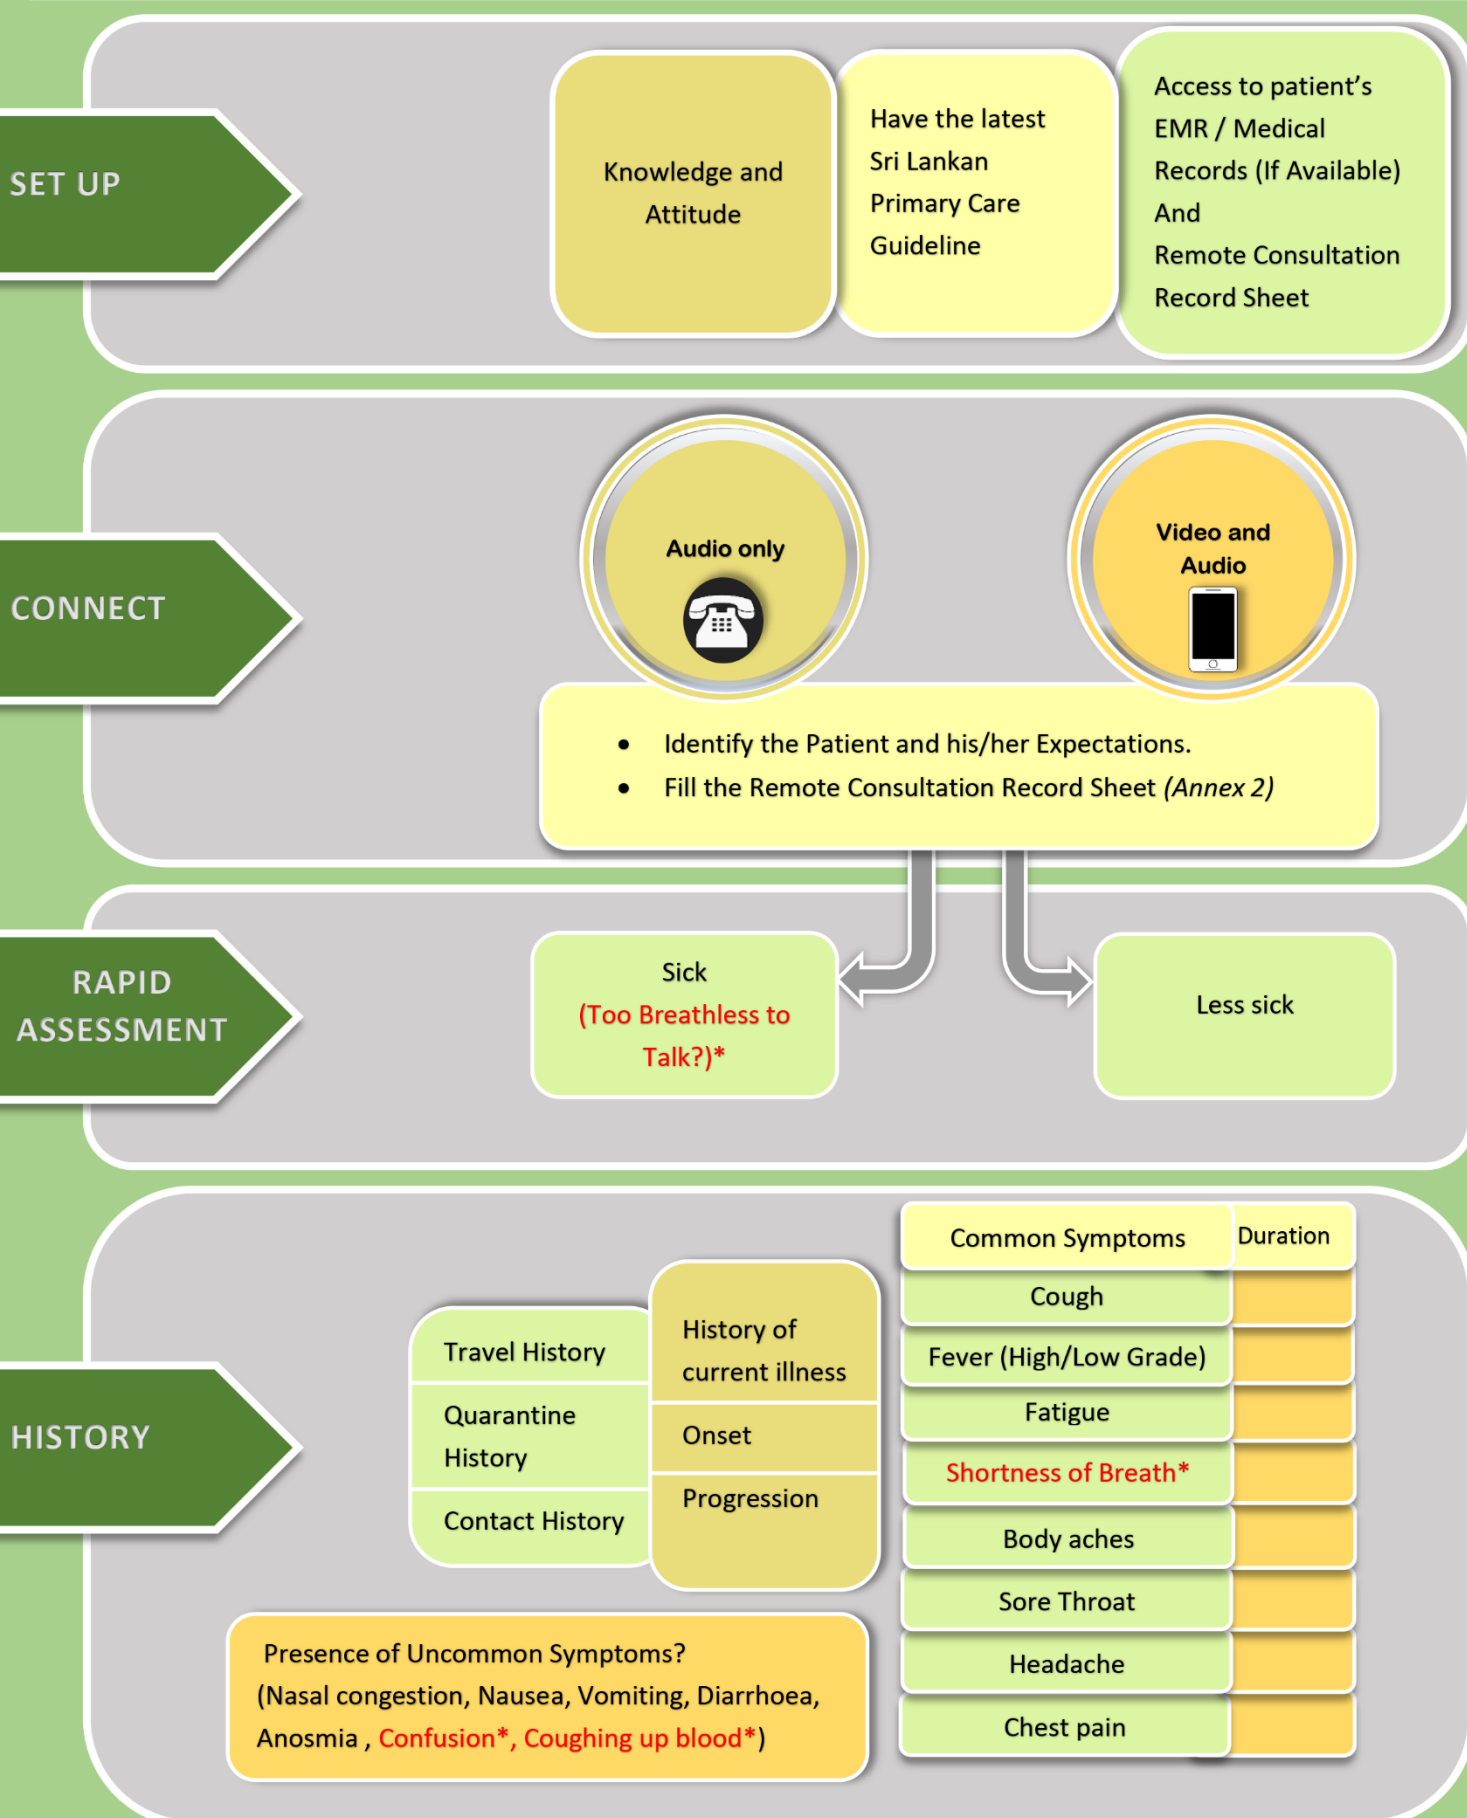 SET UP
Knowledge and
Attitude
Have the latest
Sri Lankan
Primary Care
Guideline
Access to patient’s
EMR / Medical
Records (If Available)
And
Remote Consultation
Record Sheet
CONNECT
Audio only
Video and
Audio
• Identify the Patient and his/her Expectations.
• Fill the Remote Consultation Record Sheet (Annex 2)
RAPID
ASSESSMENT
Sick
(Too Breathless to
Talk?)*
Less sick
HISTORY
Travel History
Quarantine
History
Contact History
History of
current illness
Onset
Progression
Common Symptoms
Duration
Cough
Fever (High/Low Grade)
Fatigue
Shortness of Breath*
Body aches
Sore Throat
Headache
Chest pain
Presence of Uncommon Symptoms?
(Nasal congestion, Nausea, Vomiting, Diarrhoea,
Anosmia , Confusion*, Coughing up blood*)